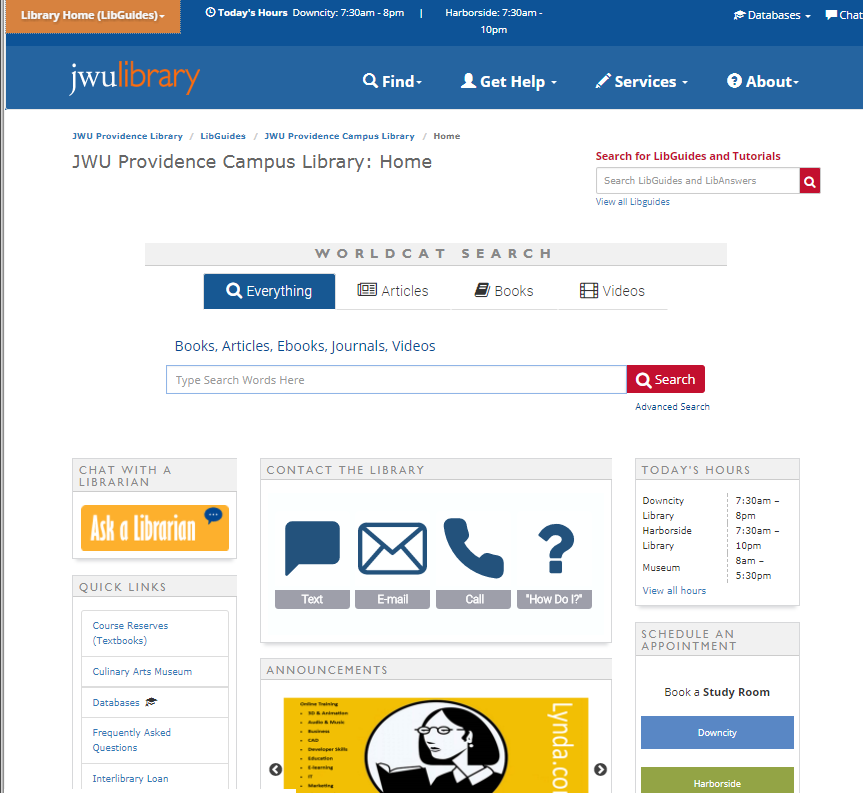 Library Home (LibGuides)
Today's Hours Downcity: 7:30am - 8pm | Harborside: 7:30am -
10pm
Databases
Chat
jwulibrary
Find
Get Help
Services
About
JWU Providence Library / LibGuides / JWU Providence Campus Library / Home
JWU Providence Campus Library: Home
Search for LibGuides and Tutorials
Search LibGuides and LibAnswers
View all Libguides
WORLDCAT SEARCH
Everything
Articles
Books
Videos
Books, Articles, Ebooks, Journals, Videos
Type Search Words Here
Search
Advanced Search
CHAT WITH A
LIBRARIAN
Ask a Librarian
QUICK LINKS
Course Reserves
(Textbooks)
Culinary Arts Museum
Databases
Frequently Asked
Questions
Interlibrary Loan
CONTACT THE LIBRARY
Text
E-mail
Call
"How Do I?"
ANNOUNCEMENTS
Online Training
3D & Animation
Audio & Music
Business
CAD
Developer Skills
Education
E-learning
IT
Marketing
Lynda.co
TODAY'S HOURS
Downcity
Library
7:30am –
8pm
Harborside
Library
7:30am –
10pm
Museum
8am –
5:30pm
View all hours
SCHEDULE AN
APPOINTMENT
Book a Study Room
Downcity
Harborside